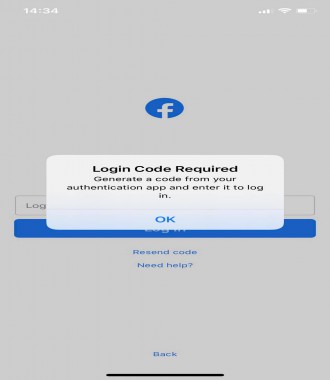 14:34
Login Code Required
Generate a code from your
authentication app and enter it to log
in.
OK
Log
Log In
Resend code
Need help?
Back